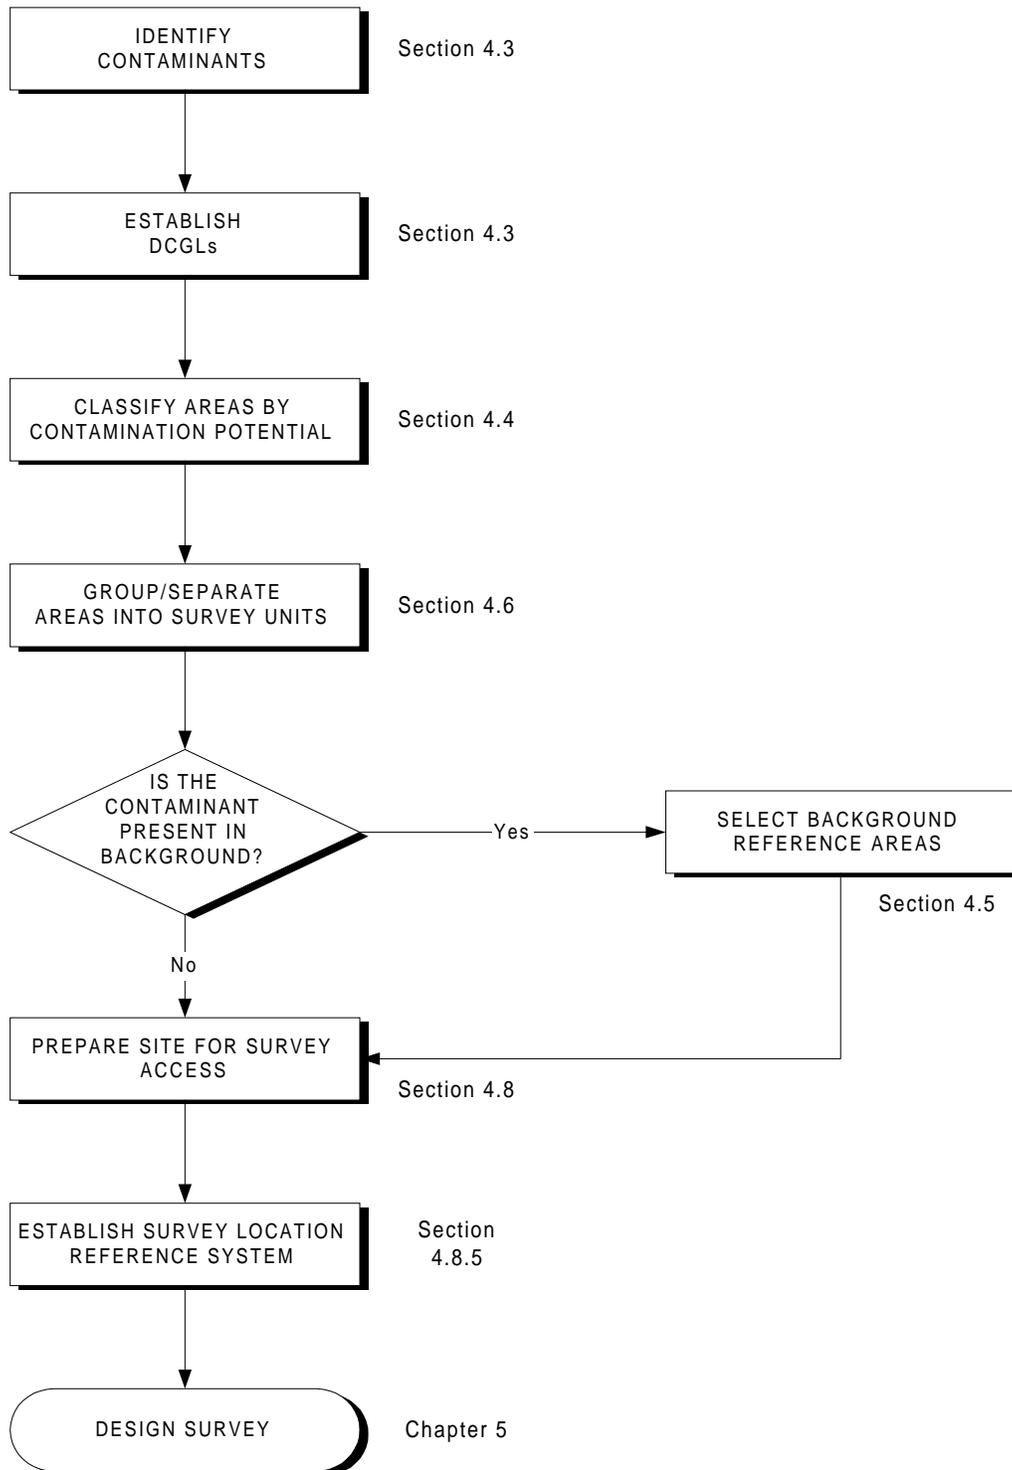 IDENTIFY
CONTAMINANTS
Section 4.3
ESTABLISH
DCGLs
Section 4.3
CLASSIFY AREAS BY
CONTAMINATION POTENTIAL
Section 4.4
GROUP/SEPARATE
AREAS INTO SURVEY UNITS
Section 4.6
IS THE
CONTAMINANT
PRESENT IN
BACKGROUND?
Yes
SELECT BACKGROUND
REFERENCE AREAS
Section 4.5
No
PREPARE SITE FOR SURVEY
ACCESS
Section 4.8
ESTABLISH SURVEY LOCATION
REFERENCE SYSTEM
Section
4.8.5
DESIGN SURVEY
Chapter 5